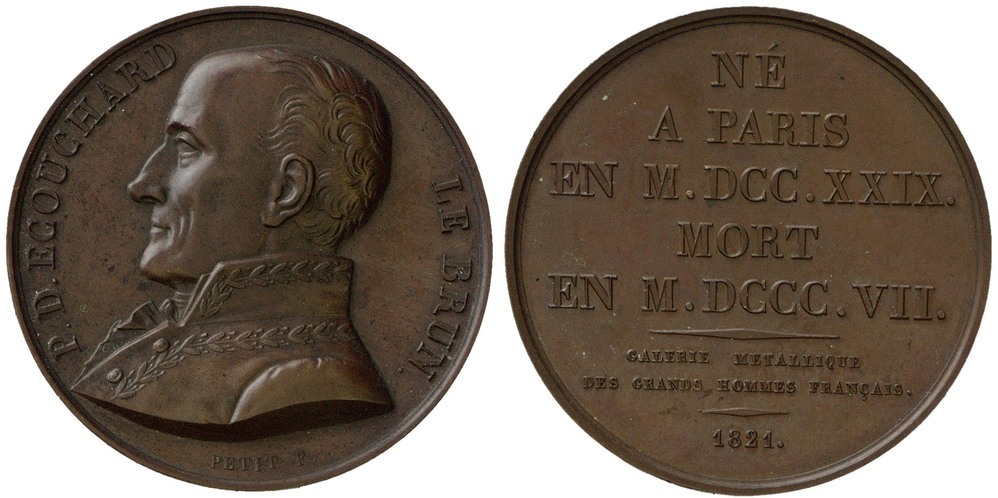 P. D. ECOUCHARD
LE BRUN.
PETIT F.
NÉ
A PARIS
EN M.DCC.XXIX.
MORT
EN M.DCCC.VII.
GALERIE METALLIQUE
DES GRANDS HOMMES FRANÇAIS.
1821.